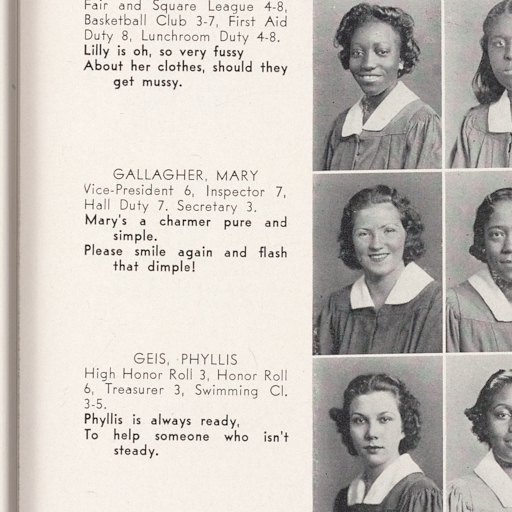 Fair and Square League 4-8,
Basketball Club 3-7, First Aid
Duty 8, Lunchroom Duty 4-8.
Lilly is oh, so very fussy
About her clothes, should they
get mussy.
GALLAGHER, MARY
Vice-President 6, Inspector 7,
Hall Duty 7. Secretary 3.
Mary's a charmer pure and
simple.
Please smile again and flash
that dimple!
GEIS, PHYLLIS
High Honor Roll 3, Honor Roll
6, Treasurer 3, Swimming Cl.
3-5.
Phyllis is always ready,
To help someone who isn't
steady.